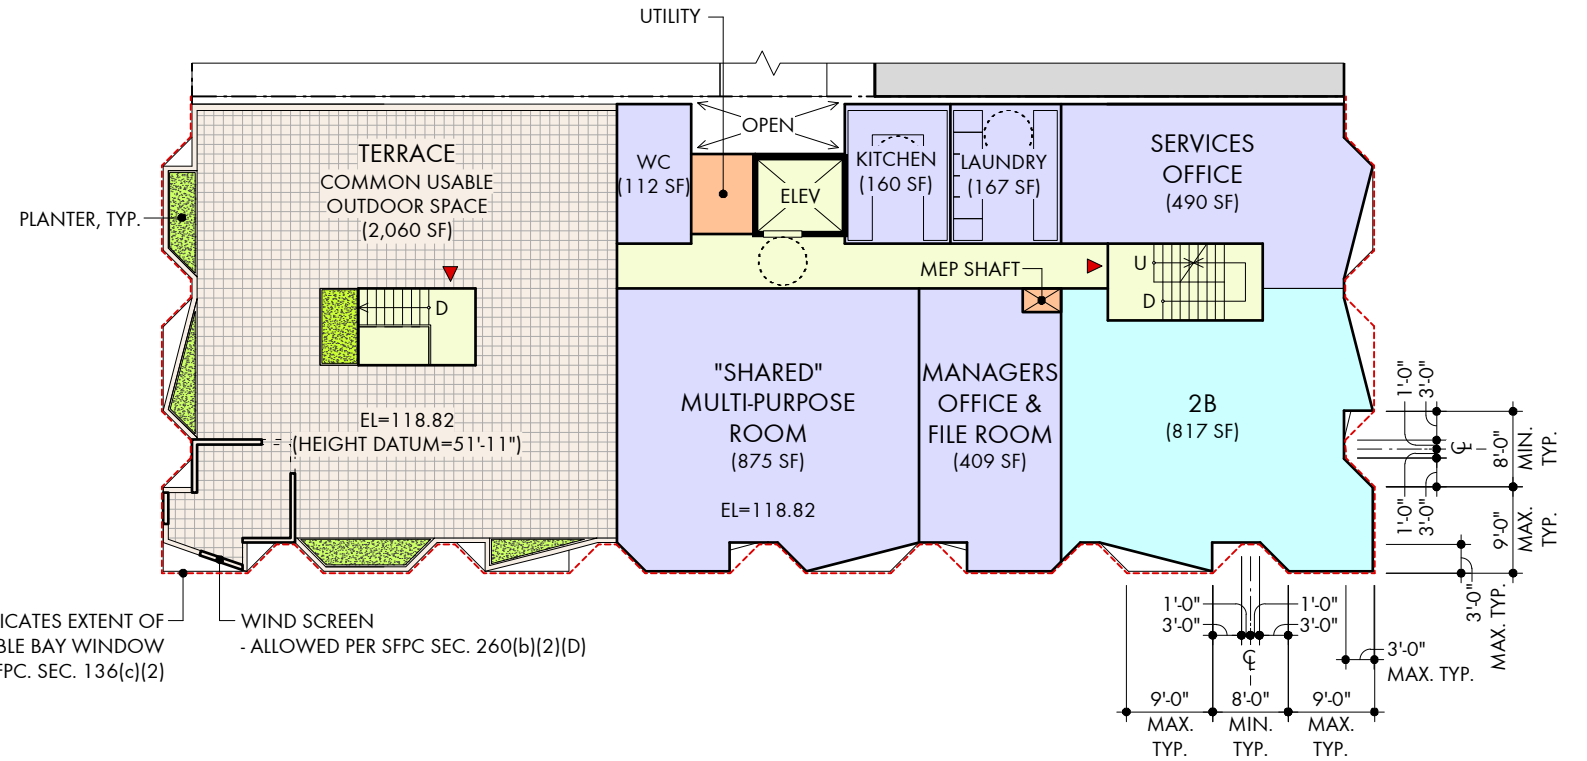 UTILITY
OPEN
TERRACE
COMMON USABLE
OUTDOOR SPACE
(2,060 SF)
WC
(112 SF)
ELEV
KITCHEN
(160 SF)
LAUNDRY
(167 SF)
SERVICES
OFFICE
(490 SF)
PLANTER, TYP.
MEP SHAFT
U
D
D
"SHARED"
MULTI-PURPOSE
ROOM
(875 SF)
EL=118.82
MANAGERS
OFFICE &
FILE ROOM
(409 SF)
2B
(817 SF)
EL=118.82
(HEIGHT DATUM=51'-11")
1'-0"
3'-0"
℄
8'-0"
MIN.
TYP.
1'-0"
3'-0"
9'-0"
MAX.
TYP.
3'-0"
MAX. TYP.
ICATES EXTENT OF
BLE BAY WINDOW
FPC. SEC. 136(c)(2)
WIND SCREEN
- ALLOWED PER SFPC SEC. 260(b)(2)(D)
1'-0"
3'-0"
1'-0"
3'-0"
℄
3'-0"
MAX. TYP.
9'-0"
MAX.
TYP.
8'-0"
MIN.
TYP.
9'-0"
MAX.
TYP.